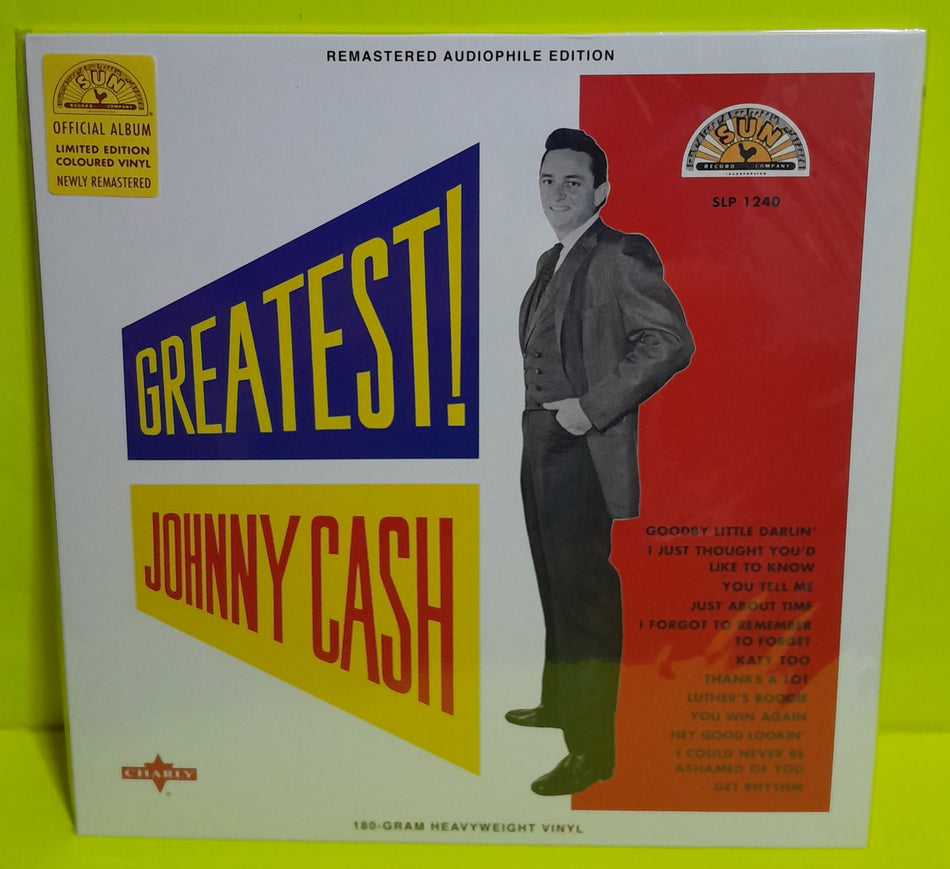 REMASTERED AUDIOPHILE EDITION
SUN
RECORD COMPANY
INCORPORATED
OFFICIAL ALBUM
LIMITED EDITION
COLOURED VINYL
NEWLY REMASTERED
SUN
RECORD COMPANY
INCORPORATED
SLP 1240
GREATEST!
JOHNNY CASH
GOODBY LITTLE DARLIN'
I JUST THOUGHT YOU'D
LIKE TO KNOW
YOU TELL ME
JUST ABOUT TIME
I FORGOT TO REMEMBER
TO FORGET
KATY TOO
THANKS A LOT
LUTHER'S BOOGIE
YOU WIN AGAIN
HEY GOOD LOOKIN'
I COULD NEVER BE
ASHAMED OF YOU
GET RHYTHM
CHARLY
®
180-GRAM HEAVYWEIGHT VINYL